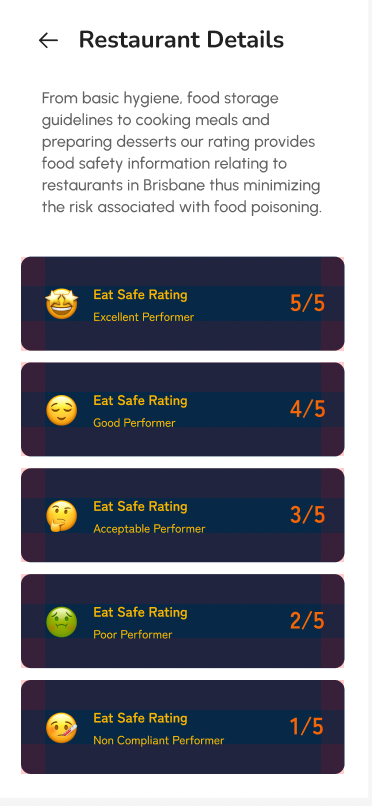 Restaurant Details
From basic hygiene, food storage
guidelines to cooking meals and
preparing desserts our rating provides
food safety information relating to
restaurants in Brisbane thus minimizing
the risk associated with food poisoning.
Eat Safe Rating
Excellent Performer
5/5
Eat Safe Rating
Good Performer
4/5
Eat Safe Rating
Acceptable Performer
3/5
Eat Safe Rating
Poor Performer
2/5
Eat Safe Rating
Non Compliant Performer
1/5